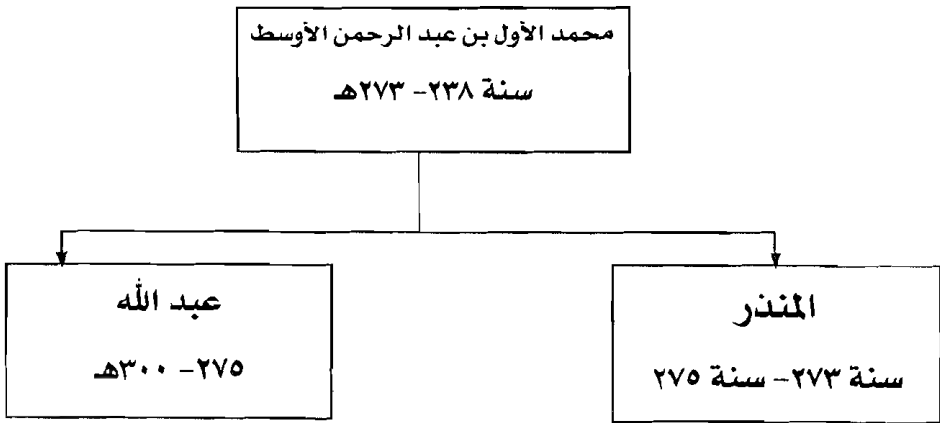 محمد الأول بن عبد الرحمن الأوسط
سنة ٢٣٨- ٢٧٣هـ
المنذر
سنة ٢٧٣- سنة ٢٧٥
عبد الله
٢٧٥- ٣٠٠هـ